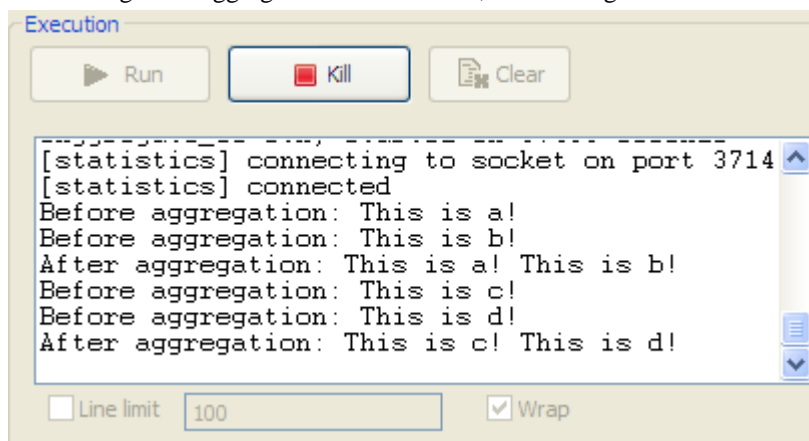 Execution
Run Kill Clear
[statistics] connecting to socket on port 3714
[statistics] connected
Before aggregation: This is a!
Before aggregation: This is b!
After aggregation: This is a! This is b!
Before aggregation: This is c!
Before aggregation: This is d!
After aggregation: This is c! This is d!
Line limit 100 Wrap